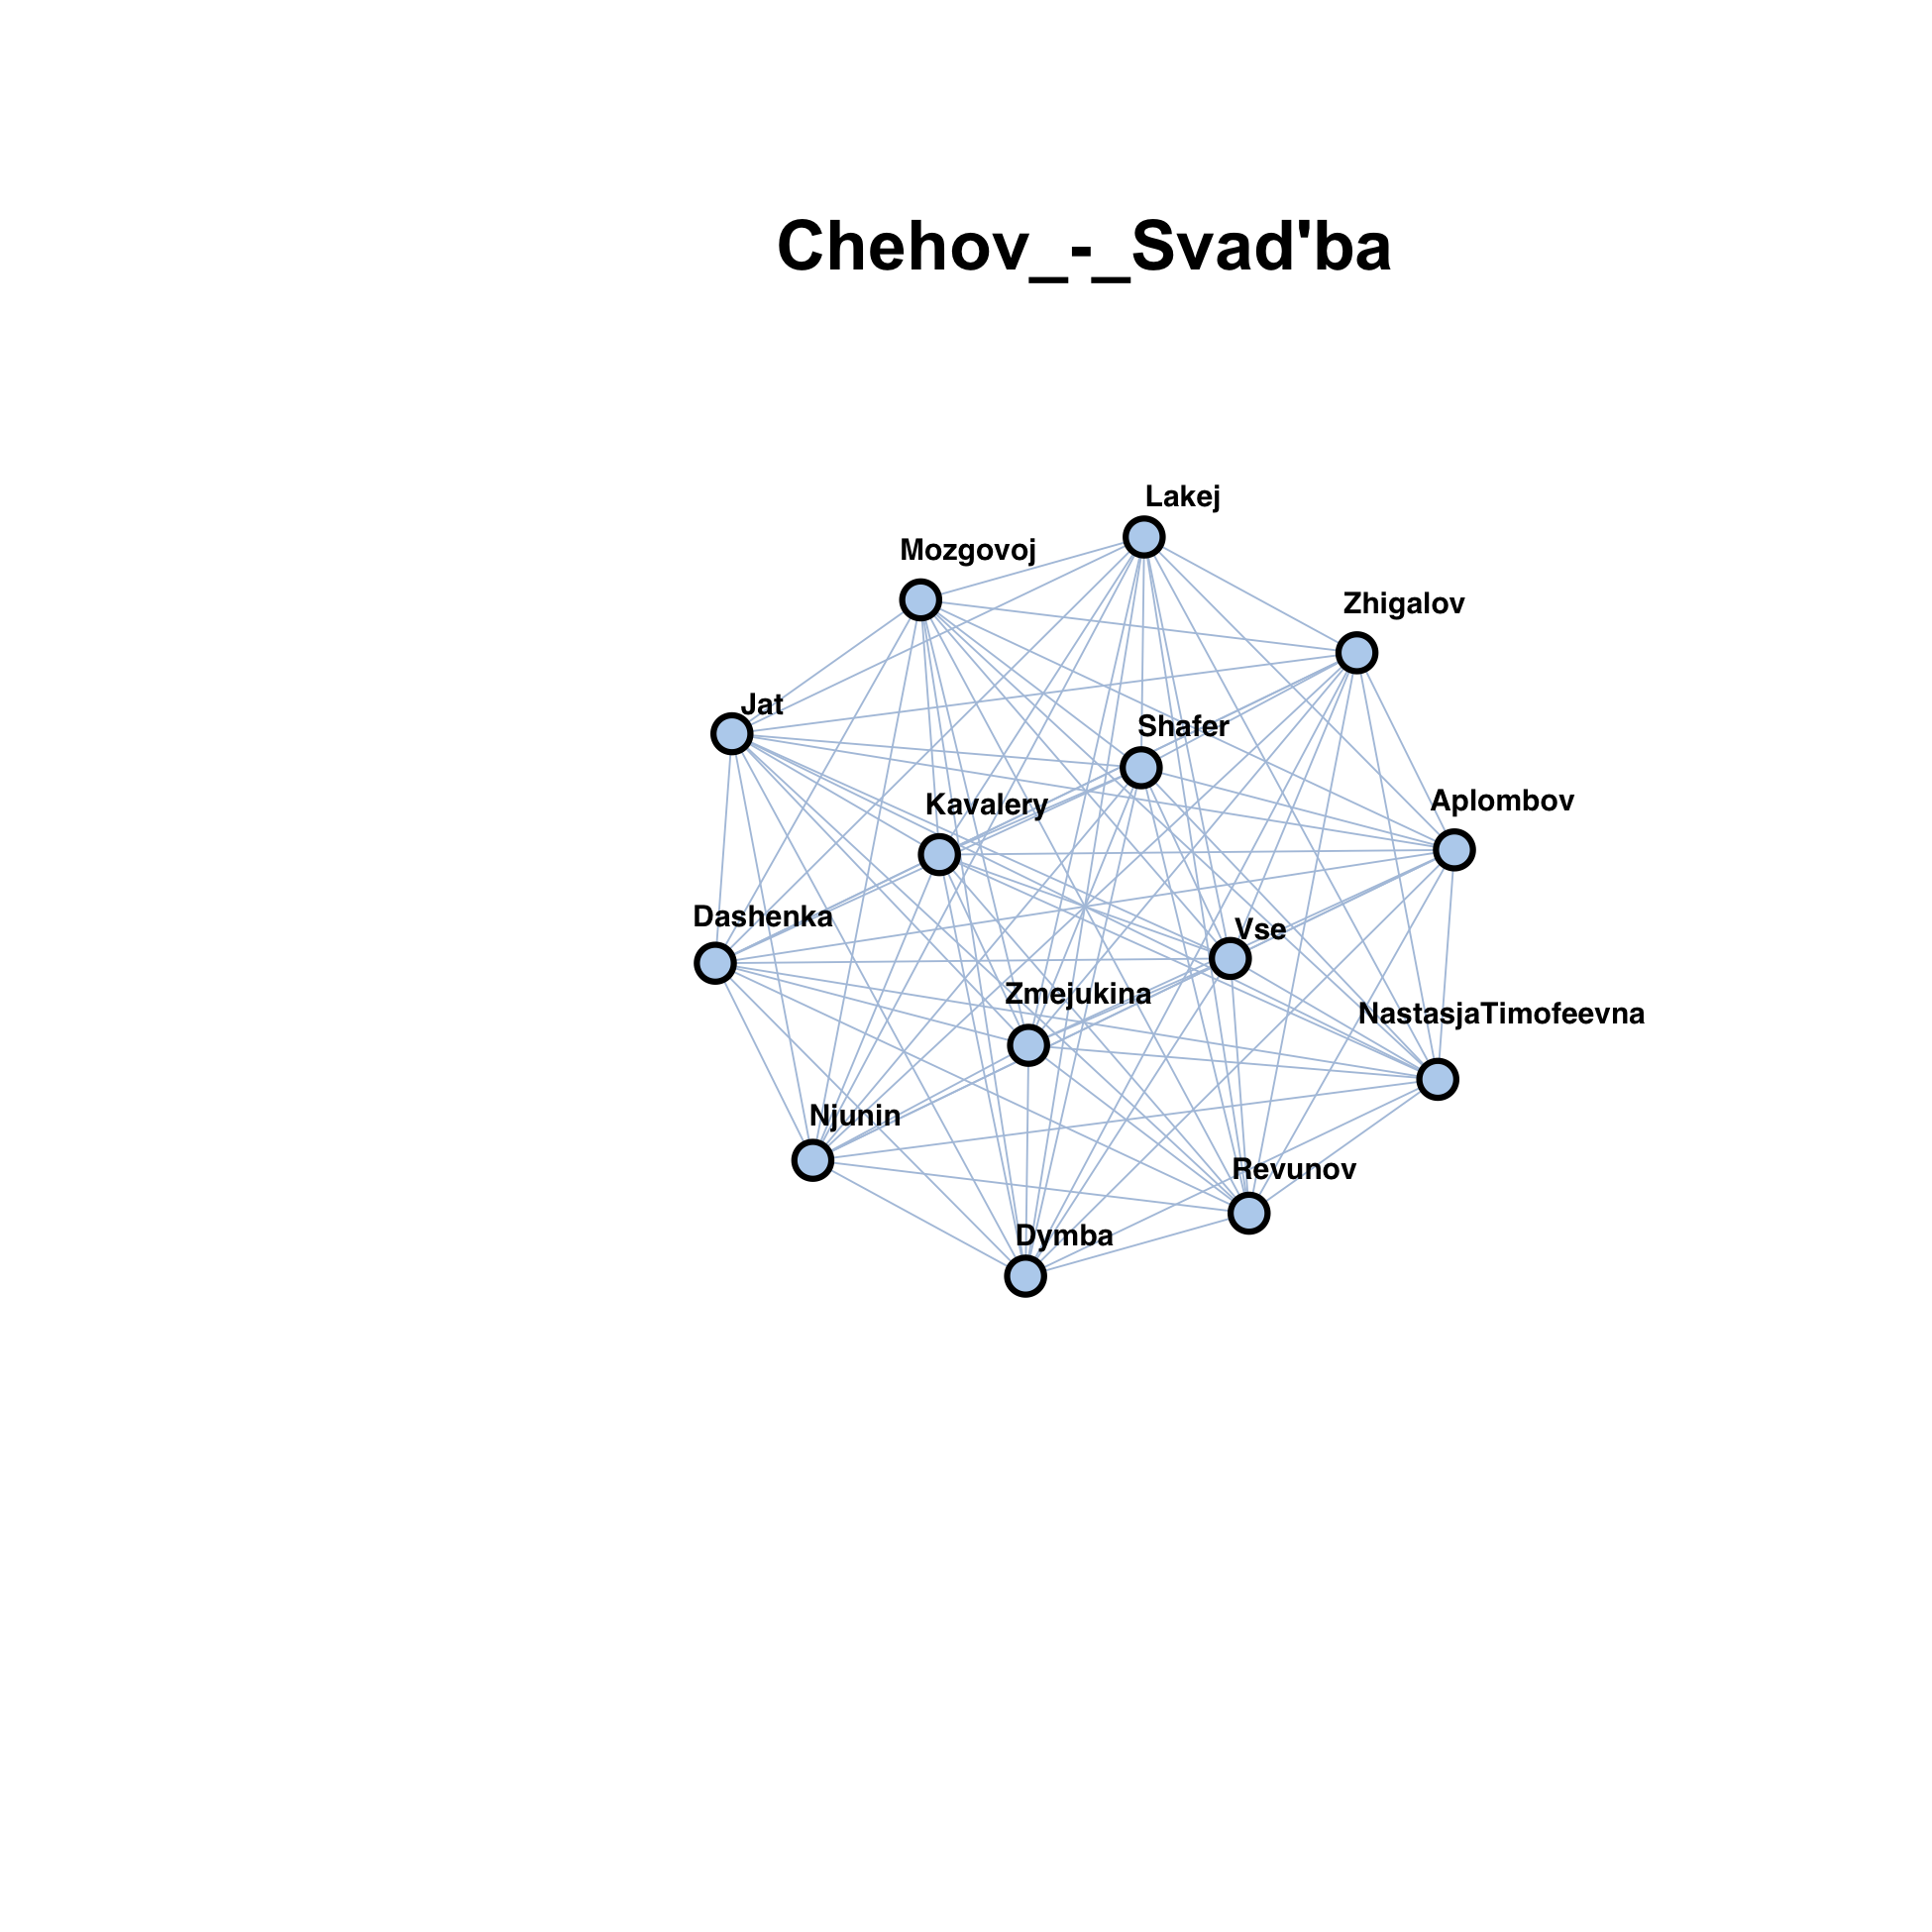 Chehov_-_Svad'ba
Lakej
Mozgovoj
Zhigalov
Jat
Shafer
Kavalery
Aplombov
Dashenka
Vse
Zmejukina
NastasjaTimofeevna
Njunin
Revunov
Dymba